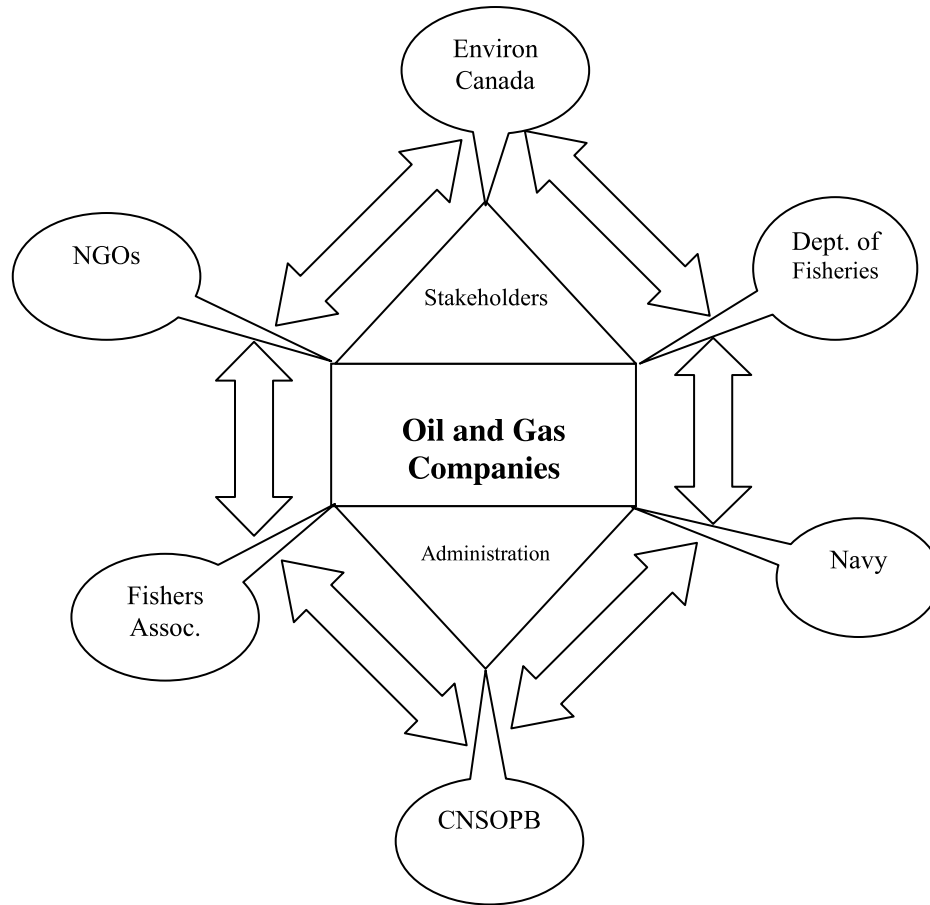 Environ
Canada
NGOs
Dept. of
Fisheries
Stakeholders
Oil and Gas
Companies
Administration
Fishers
Assoc.
Navy
CNSOPB